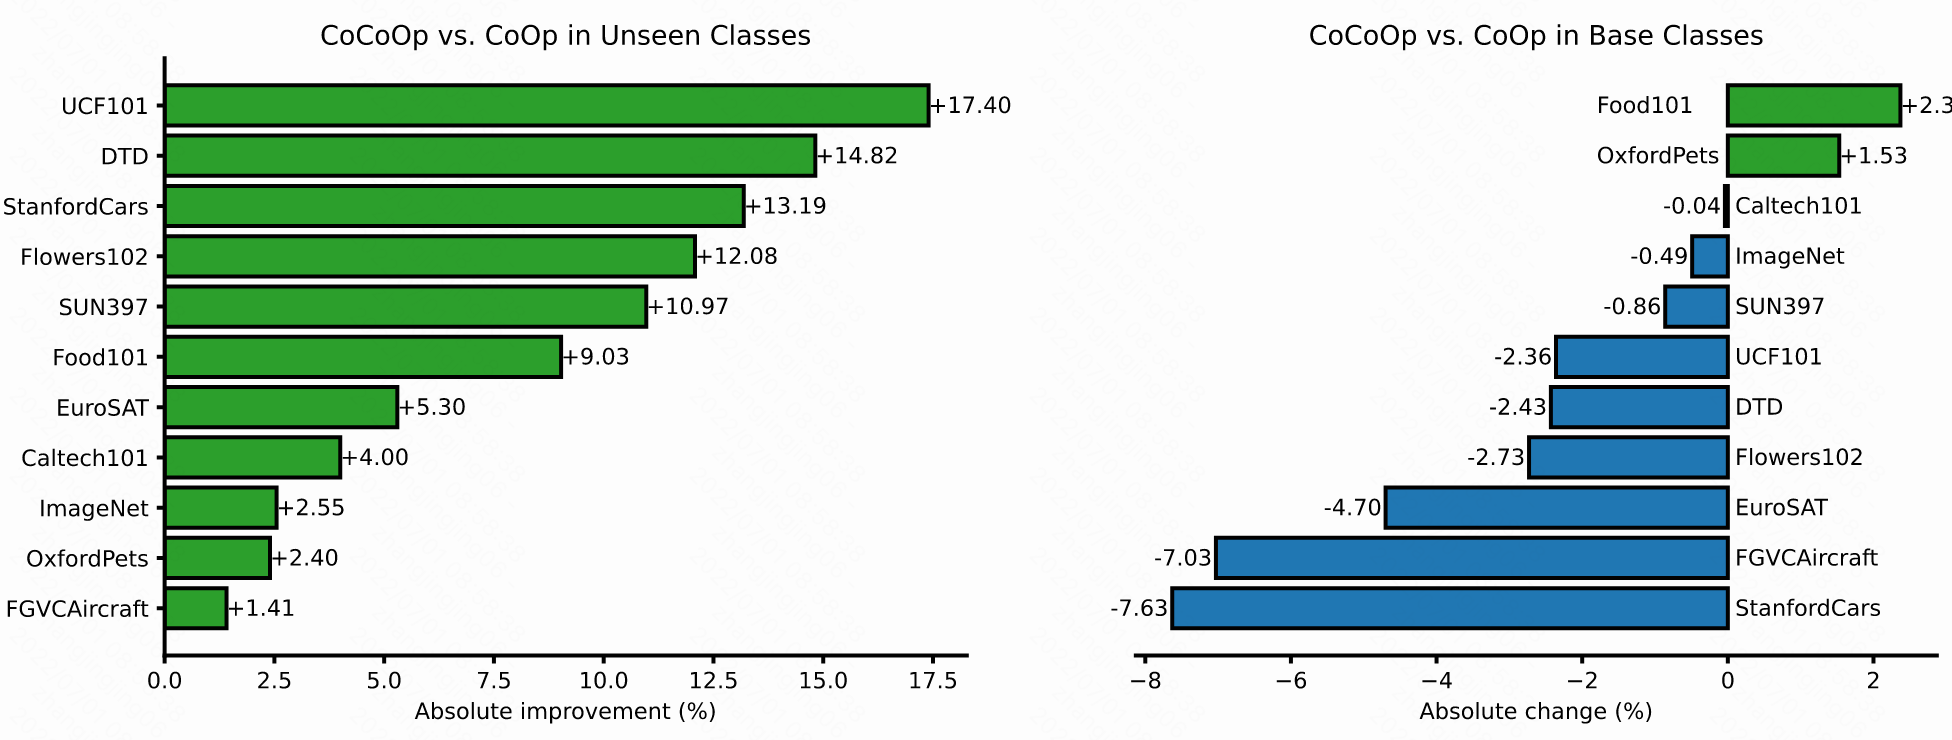 CoCoOp vs. CoOp in Unseen Classes
UCF101 +17.40
DTD +14.82
StanfordCars +13.19
Flowers102 +12.08
SUN397 +10.97
Food101 +9.03
EuroSAT +5.30
Caltech101 +4.00
ImageNet +2.55
OxfordPets +2.40
FGVCAircraft +1.41
0.0 2.5 5.0 7.5 10.0 12.5 15.0 17.5
Absolute improvement (%)
CoCoOp vs. CoOp in Base Classes
Food101 +2.3
OxfordPets +1.53
-0.04 Caltech101
-0.49 ImageNet
-0.86 SUN397
-2.36 UCF101
-2.43 DTD
-2.73 Flowers102
-4.70 EuroSAT
-7.03 FGVCAircraft
-7.63 StanfordCars
−8 −6 −4 −2 0 2
Absolute change (%)